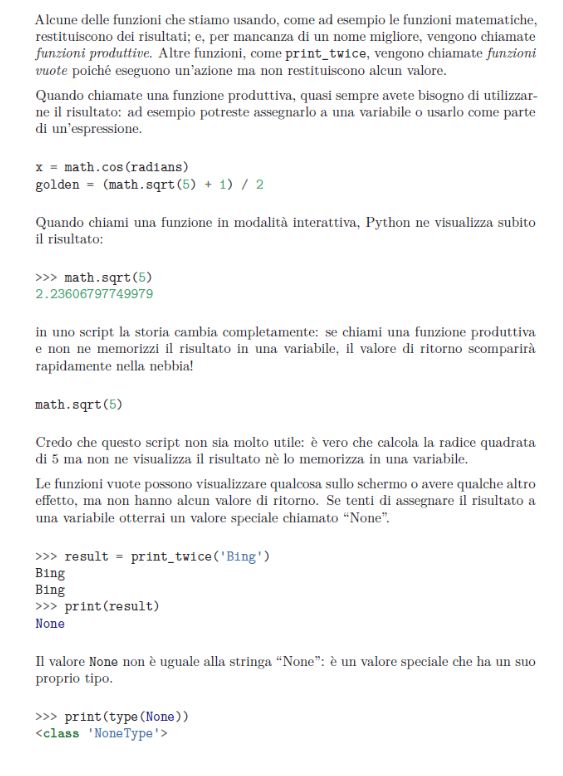 Alcune delle funzioni che stiamo usando, come ad esempio le funzioni matematiche,
restituiscono dei risultati; e, per mancanza di un nome migliore, vengono chiamate
funzioni produttive. Altre funzioni, come print_twice, vengono chiamate funzioni
vuote poiché eseguono un'azione ma non restituiscono alcun valore.
Quando chiamate una funzione produttiva, quasi sempre avete bisogno di utilizzar-
ne il risultato: ad esempio potreste assegnarlo a una variabile o usarlo come parte
di un'espressione.
x = math.cos(radians)
golden = (math.sqrt(5) + 1) / 2
Quando chiami una funzione in modalità interattiva, Python ne visualizza subito
il risultato:
>>> math.sqrt(5)
2.23606797749979
in uno script la storia cambia completamente: se chiami una funzione produttiva
e non ne memorizzi il risultato in una variabile, il valore di ritorno scomparirà
rapidamente nella nebbia!
math.sqrt(5)
Credo che questo script non sia molto utile: è vero che calcola la radice quadrata
di 5 ma non ne visualizza il risultato nè lo memorizza in una variabile.
Le funzioni vuote possono visualizzare qualcosa sullo schermo o avere qualche altro
effetto, ma non hanno alcun valore di ritorno. Se tenti di assegnare il risultato a
una variabile otterrai un valore speciale chiamato “None”.
>>> result = print_twice('Bing')
Bing
Bing
>>> print(result)
None
Il valore None non è uguale alla stringa “None”: è un valore speciale che ha un suo
proprio tipo.
>>> print(type(None))
<class 'NoneType'>